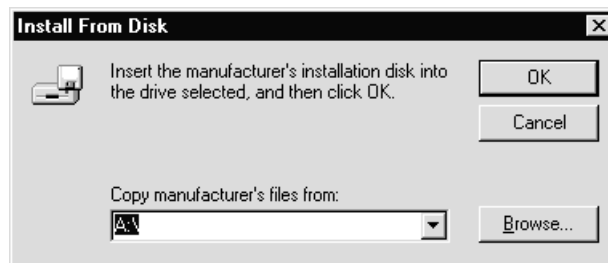 Install From Disk
Insert the manufacturer's installation disk into
the drive selected, and then click OK.
OK
Cancel
Copy manufacturer's files from:
A:\
Browse...